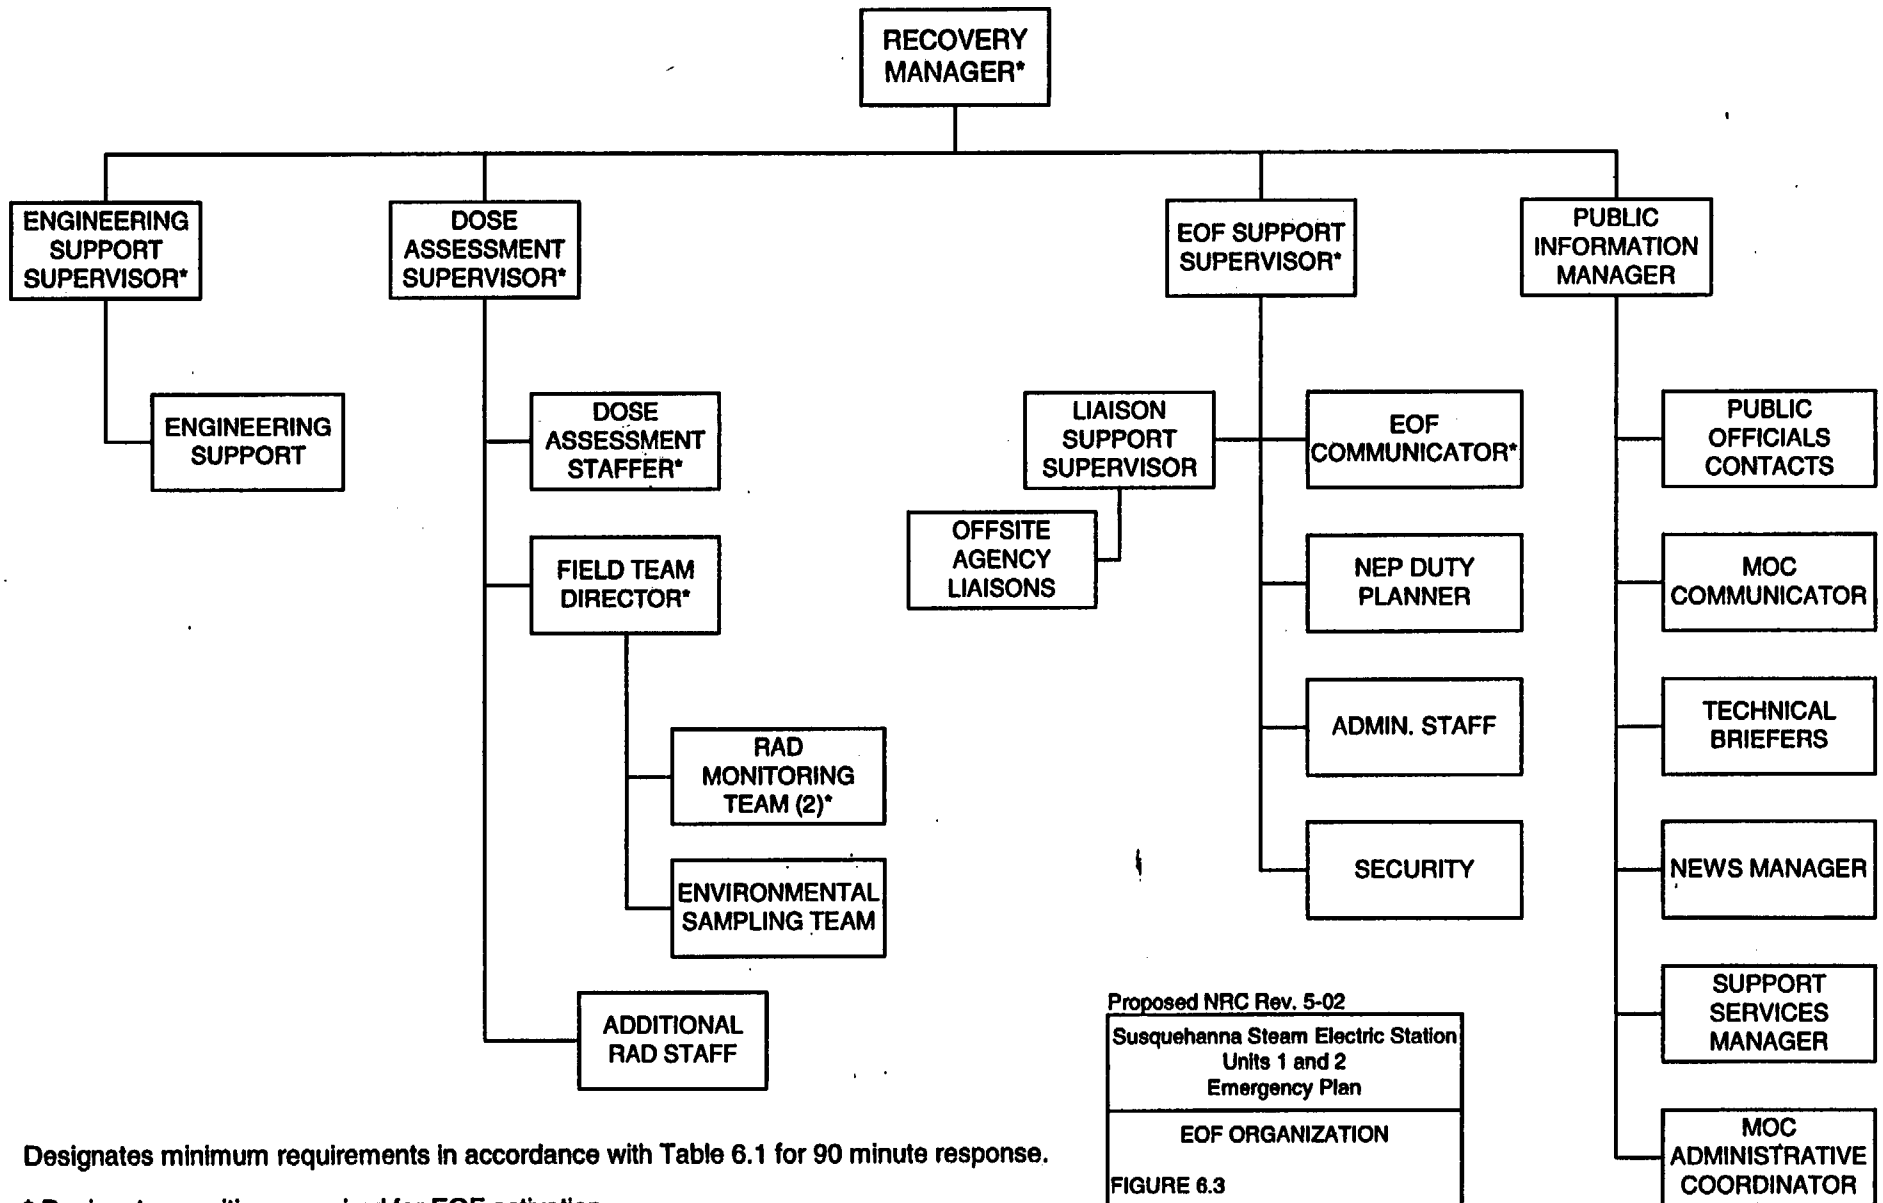 RECOVERY
MANAGER*
ENGINEERING
SUPPORT
SUPERVISOR*
DOSE
ASSESSMENT
SUPERVISOR*
EOF SUPPORT
SUPERVISOR*
PUBLIC
INFORMATION
MANAGER
ENGINEERING
SUPPORT
DOSE
ASSESSMENT
STAFFER*
LIAISON
SUPPORT
SUPERVISOR
EOF
COMMUNICATOR*
PUBLIC
OFFICIALS
CONTACTS
OFFSITE
AGENCY
LIAISONS
FIELD TEAM
DIRECTOR*
NEP DUTY
PLANNER
MOC
COMMUNICATOR
RAD
MONITORING
TEAM (2)*
ADMIN. STAFF
TECHNICAL
BRIEFERS
ENVIRONMENTAL
SAMPLING TEAM
SECURITY
NEWS MANAGER
ADDITIONAL
RAD STAFF
SUPPORT
SERVICES
MANAGER
MOC
ADMINISTRATIVE
COORDINATOR
Proposed NRC Rev. 5-02
Susquehanna Steam Electric Station
Units 1 and 2
Emergency Plan
EOF ORGANIZATION
FIGURE 6.3
Designates minimum requirements in accordance with Table 6.1 for 90 minute response.